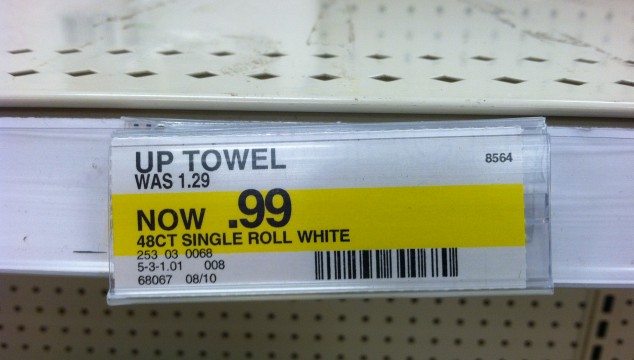 UP TOWEL 8564
WAS 1.29
NOW .99
48CT SINGLE ROLL WHITE
253 03 0068
5-3-1.01 008
68067 08/10